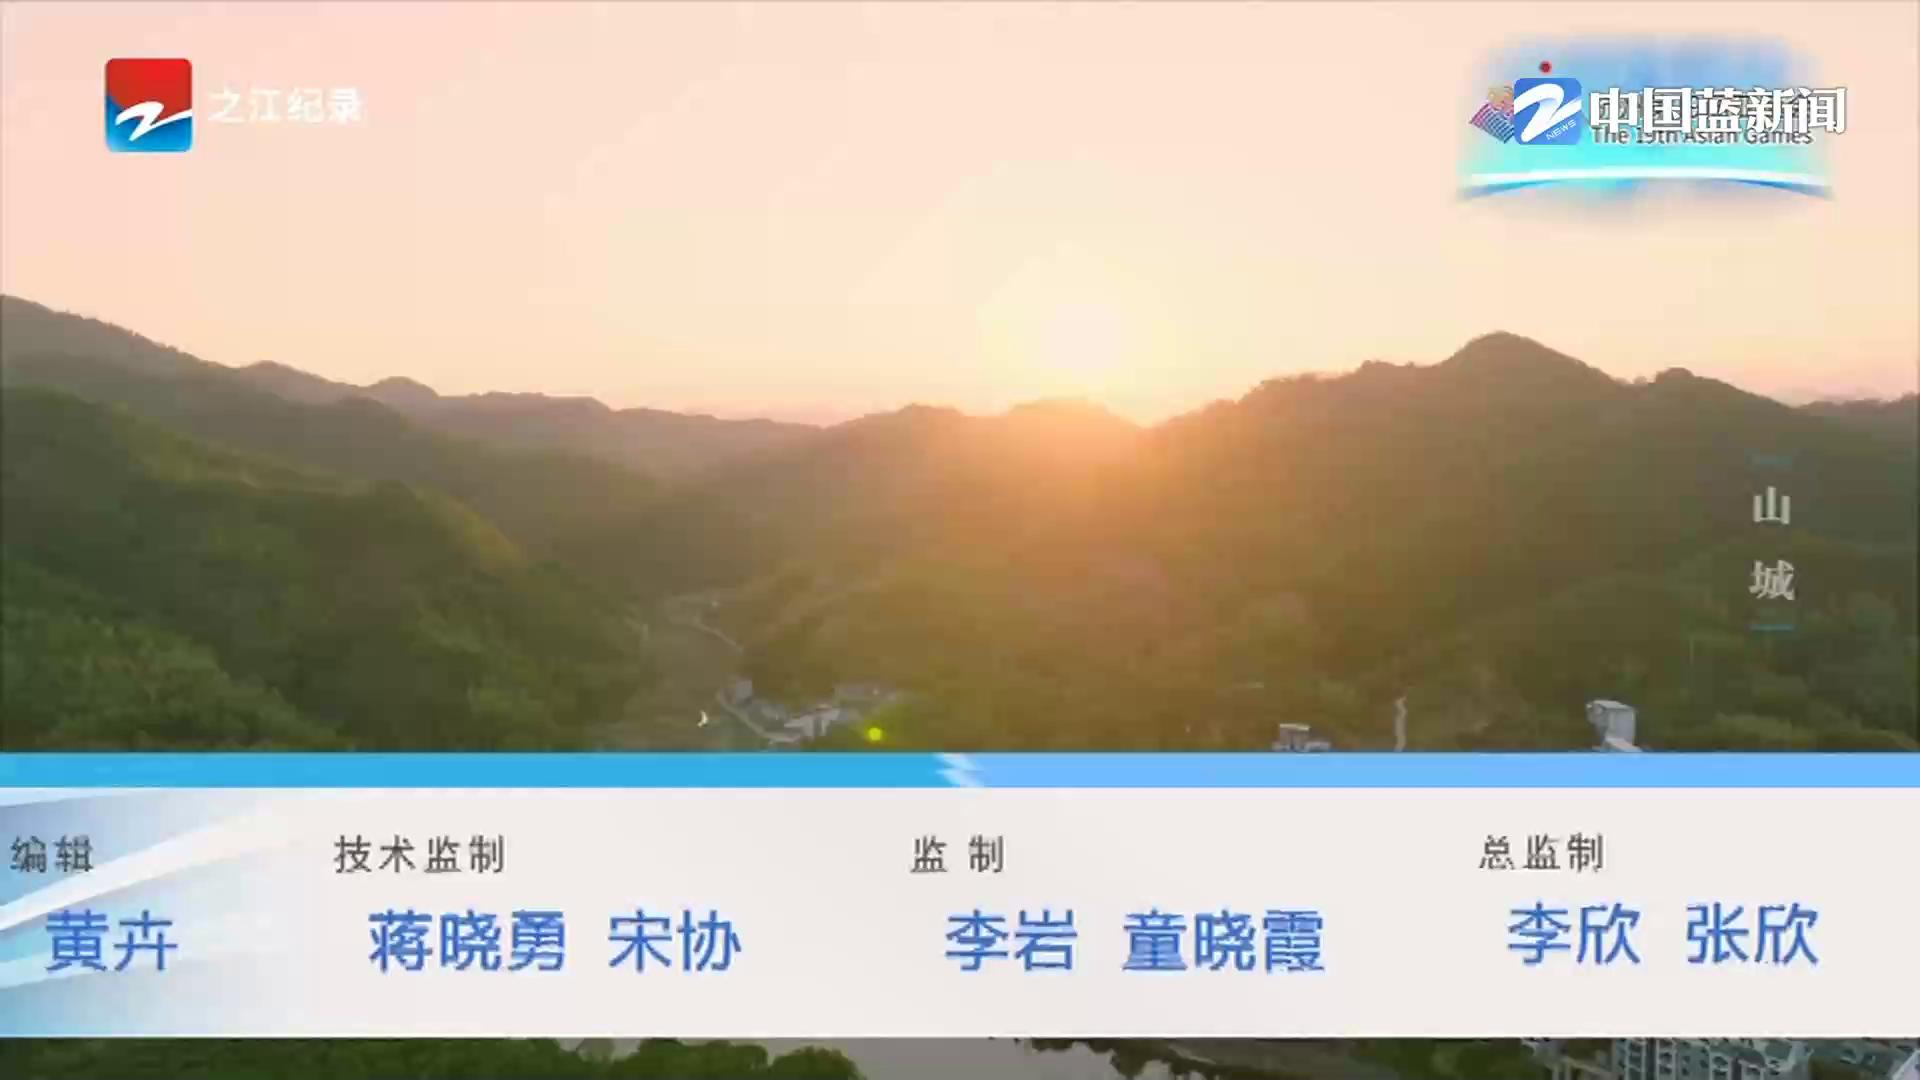 之江纪录
中国蓝新闻
NEWS
The 19th Asian Games
山城
编辑
技术监制
监 制
总监制
黄卉
蒋晓勇 宋协
李岩 童晓霞
李欣 张欣